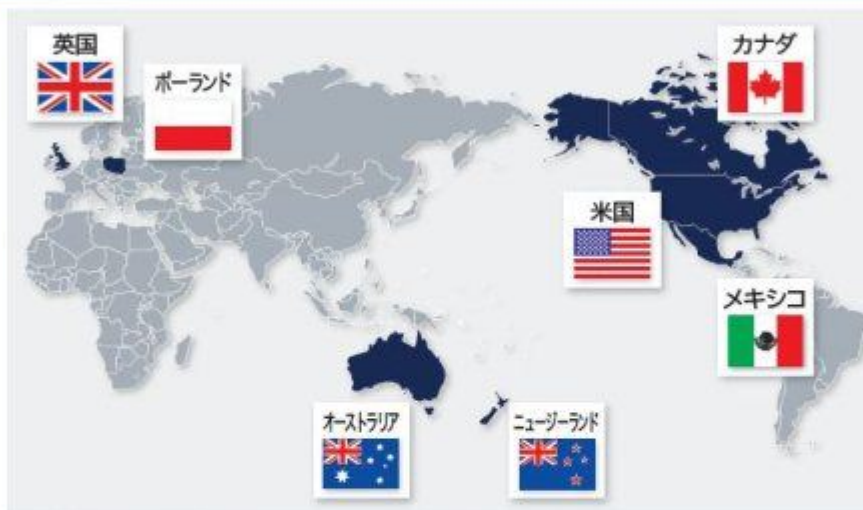 英国
ポーランド
カナダ
米国
メキシコ
オーストラリア
ニュージーランド